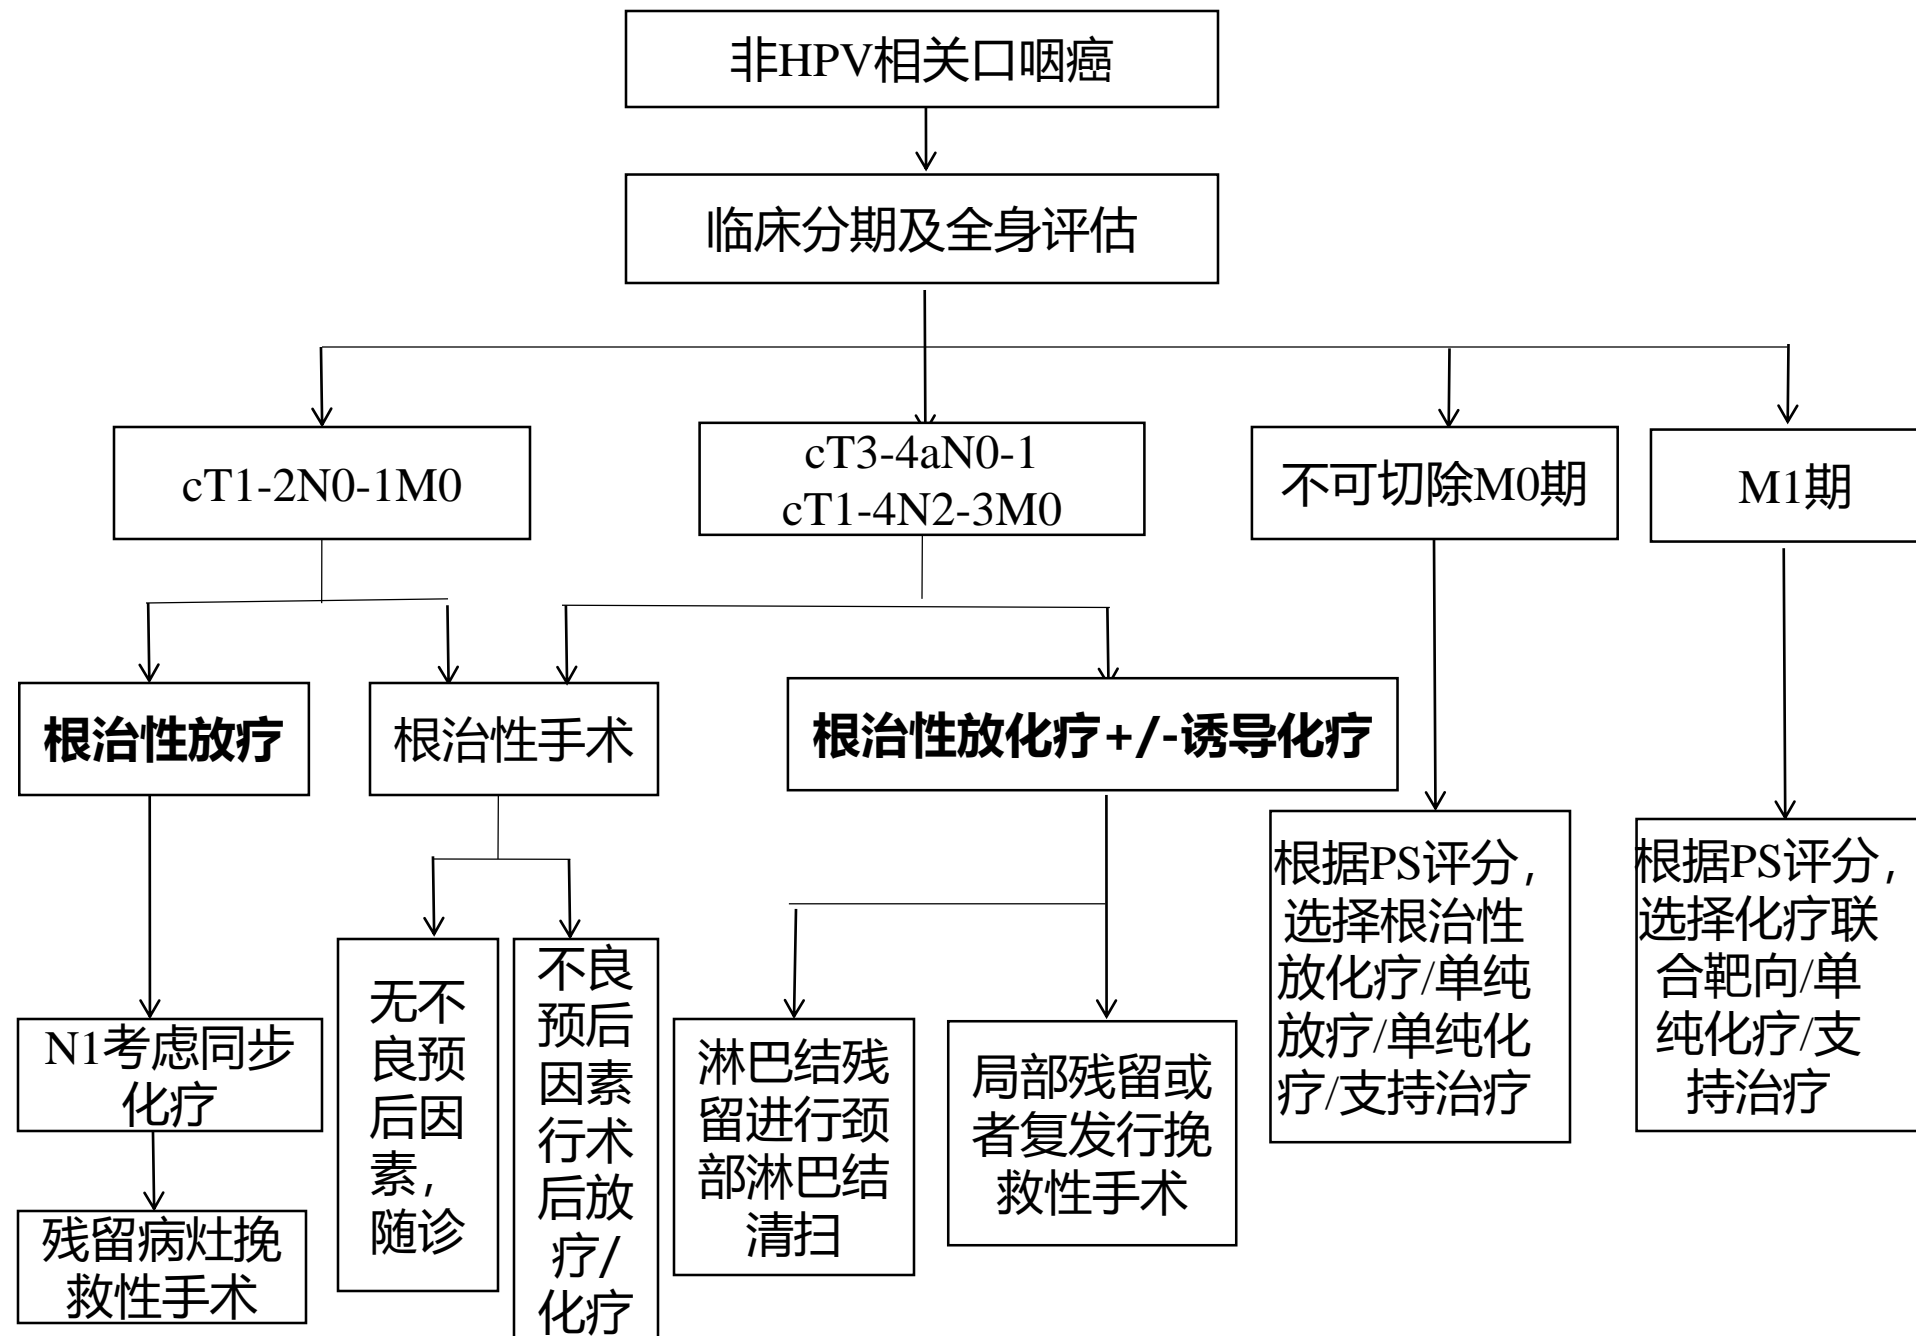 非HPV相关口咽癌
临床分期及全身评估
cT1-2N0-1M0
cT3-4aN0-1
cT1-4N2-3M0
不可切除M0期
M1期
根治性放疗
根治性手术
根治性放化疗+/-诱导化疗
N1考虑同步
化疗
残留病灶挽
救性手术
无不
良预
后因
素，
随诊
不良
预后
因素
行术
后放
疗/
化疗
淋巴结残
留进行颈
部淋巴结
清扫
局部残留或
者复发行挽
救性手术
根据PS评分，
选择根治性
放化疗/单纯
放疗/单纯化
疗/支持治疗
根据PS评分，
选择化疗联
合靶向/单
纯化疗/支
持治疗